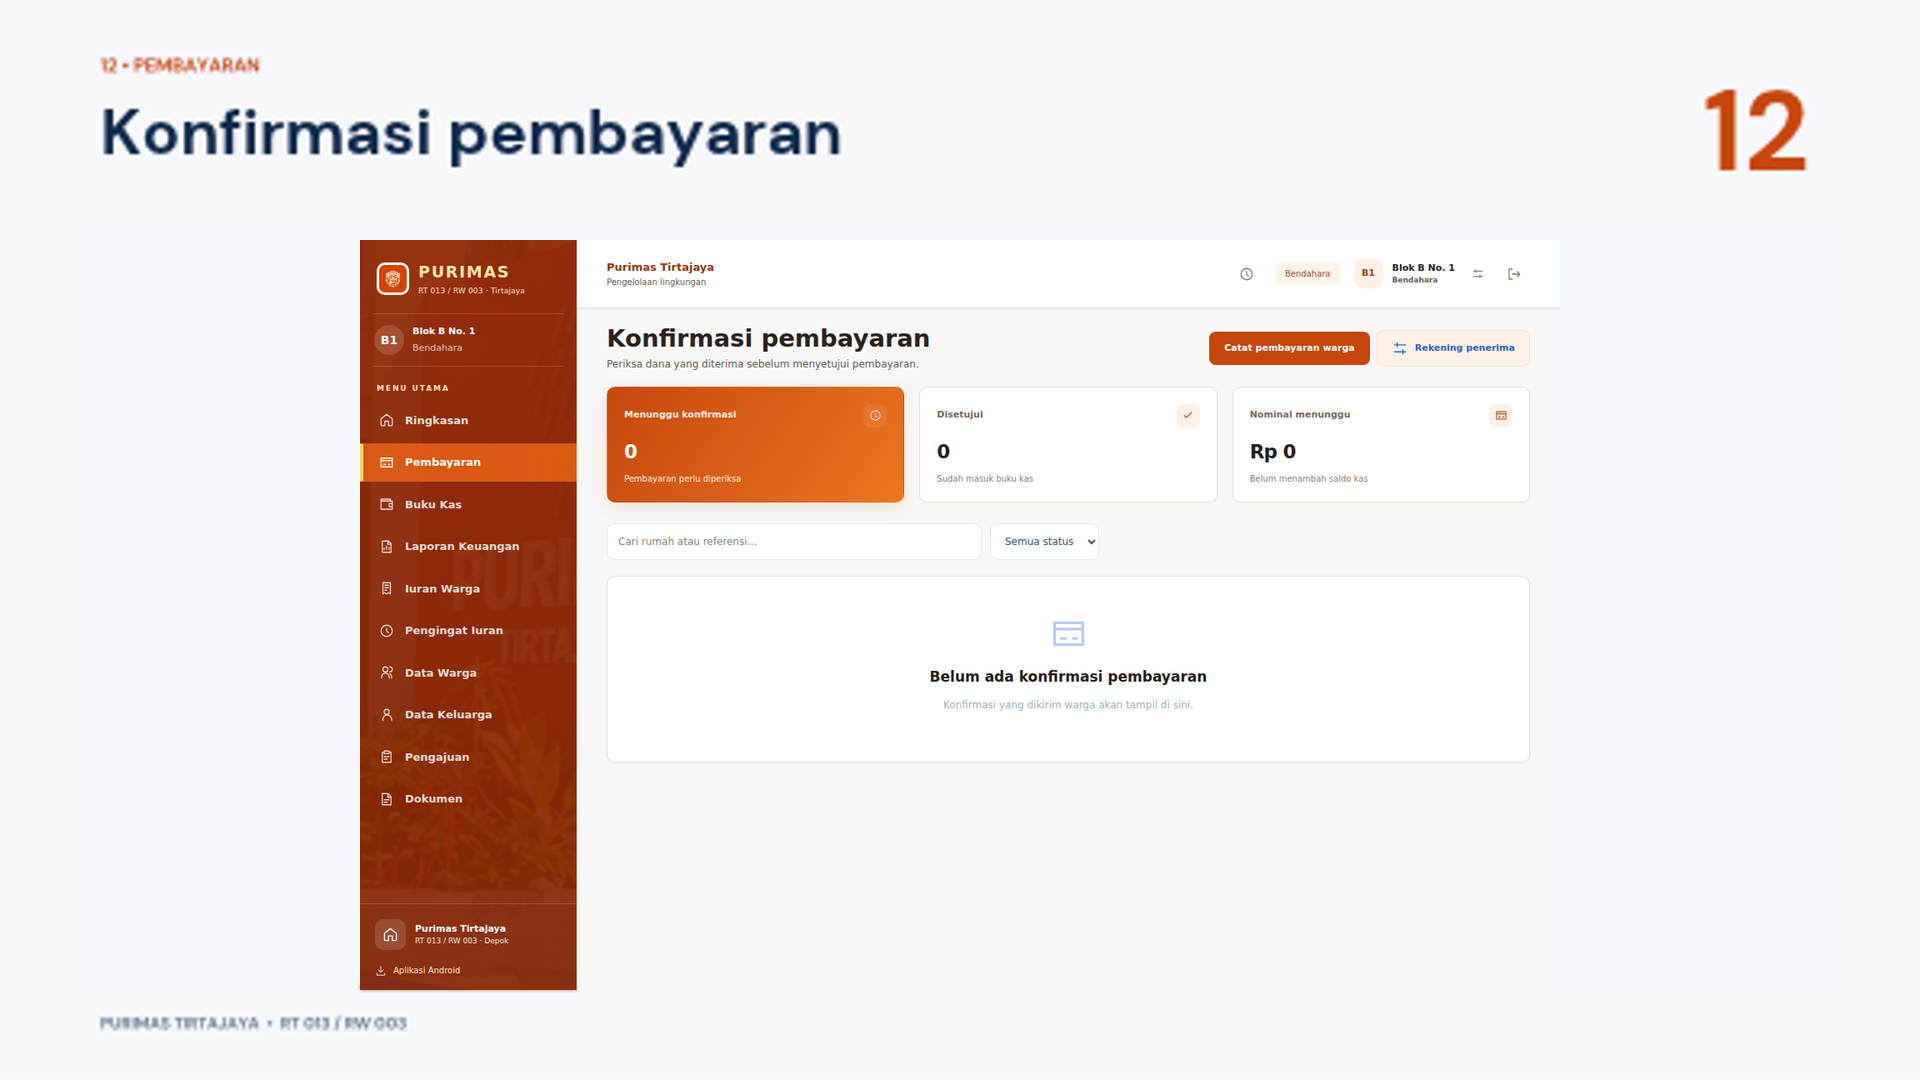 12 • PEMBAYARAN
Konfirmasi pembayaran
12
PURIMAS
RT 013 / RW 003 · Tirtajaya
B1
Blok B No. 1
Bendahara
MENU UTAMA
Ringkasan
Pembayaran
Buku Kas
Laporan Keuangan
Iuran Warga
Pengingat Iuran
Data Warga
Data Keluarga
Pengajuan
Dokumen
Purimas Tirtajaya
RT 013 / RW 003 · Depok
Aplikasi Android
Purimas Tirtajaya
Pengelolaan lingkungan
Bendahara
B1
Blok B No. 1
Bendahara
Konfirmasi pembayaran
Periksa dana yang diterima sebelum menyetujui pembayaran.
Catat pembayaran warga
Rekening penerima
Menunggu konfirmasi
0
Pembayaran perlu diperiksa
Disetujui
0
Sudah masuk buku kas
Nominal menunggu
Rp 0
Belum menambah saldo kas
Cari rumah atau referensi...
Semua status
Belum ada konfirmasi pembayaran
Konfirmasi yang dikirim warga akan tampil di sini.
PURIMAS TIRTAJAYA • RT 013 / RW 003